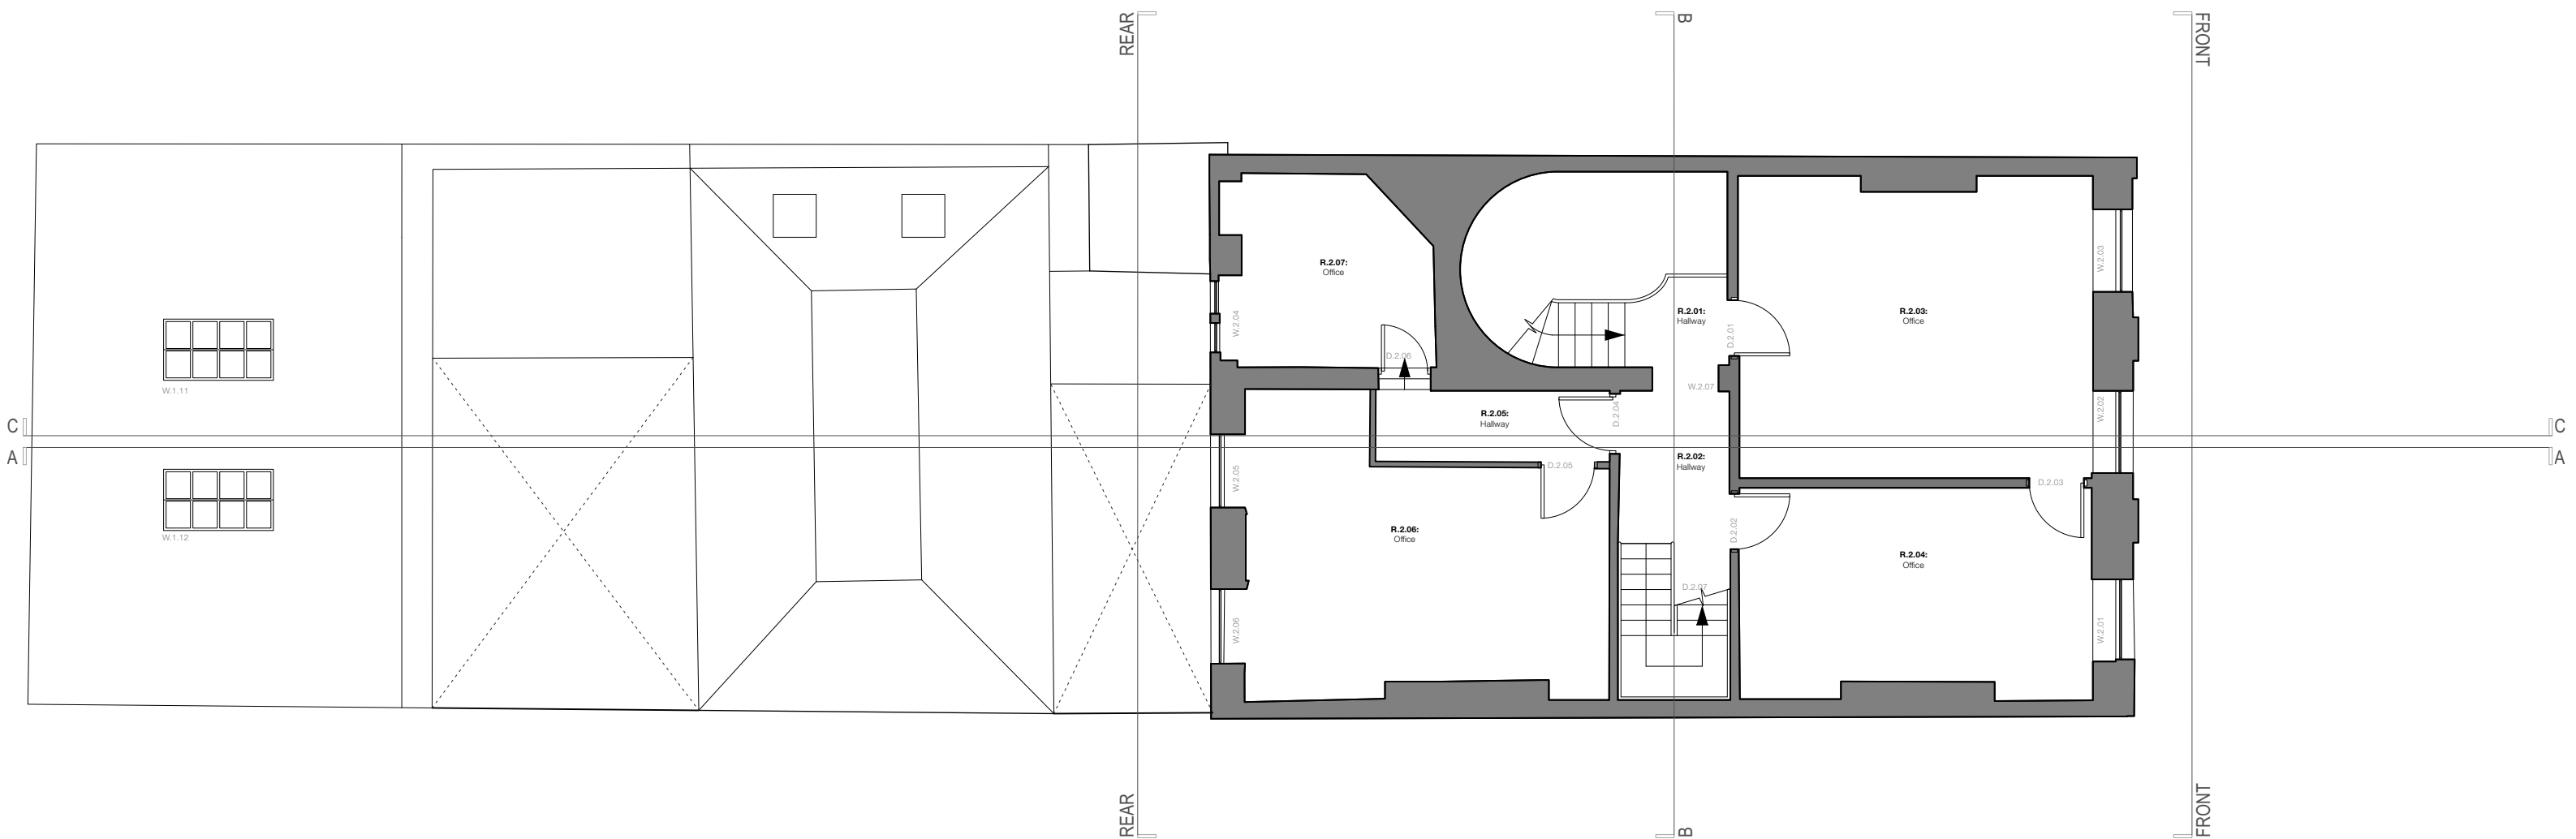 REAR
B
FRONT
R.2.07:
Office
W.2.04
D.2.06
R.2.01:
Hallway
D.2.01
R.2.03:
Office
W.2.03
W.1.11
W.2.07
R.2.05:
Hallway
D.2.04
W.2.02
C
C
A
A
R.2.02:
Hallway
D.2.05
W.2.05
D.2.03
W.1.12
R.2.06:
Office
D.2.02
R.2.04:
Office
D.2.07
W.2.06
W.2.01
REAR
B
FRONT